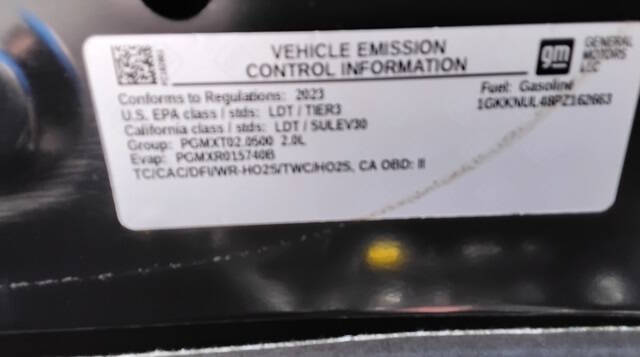 VEHICLE EMISSION
CONTROL INFORMATION
gm
GENERAL
MOTORS
LLC
Conforms to Regulations: 2023
Fuel: Gasoline
U.S. EPA class / stds: LDT / TIER3
1GKKNUL48PZ162663
California class / stds: LDT / SULEV30
Group: PGMXT02.0500 2.0L
Evap: PGMXR015740B
TC/CAC/DFI/WR-HO2S/TWC/HO2S, CA OBD: II